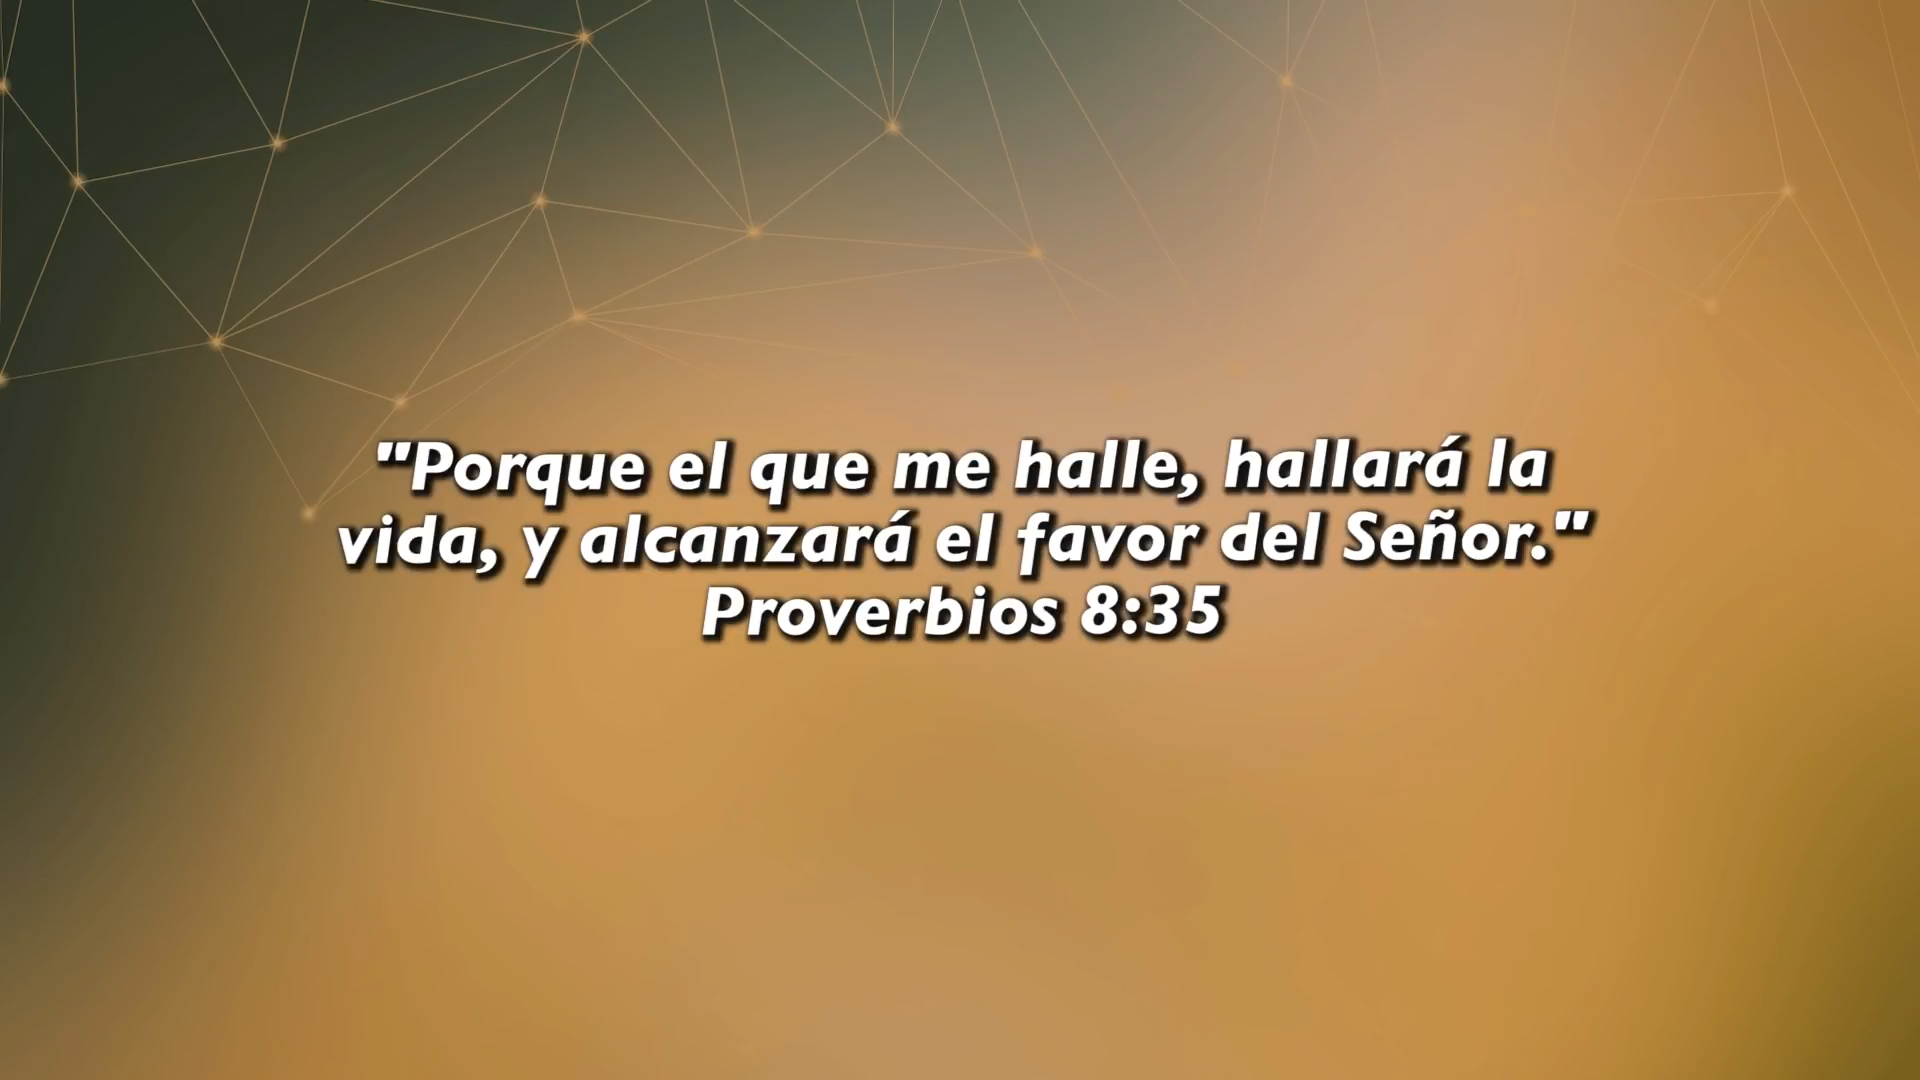 "Porque el que me halle, hallará la
vida, y alcanzará el favor del Señor."
Proverbios 8:35